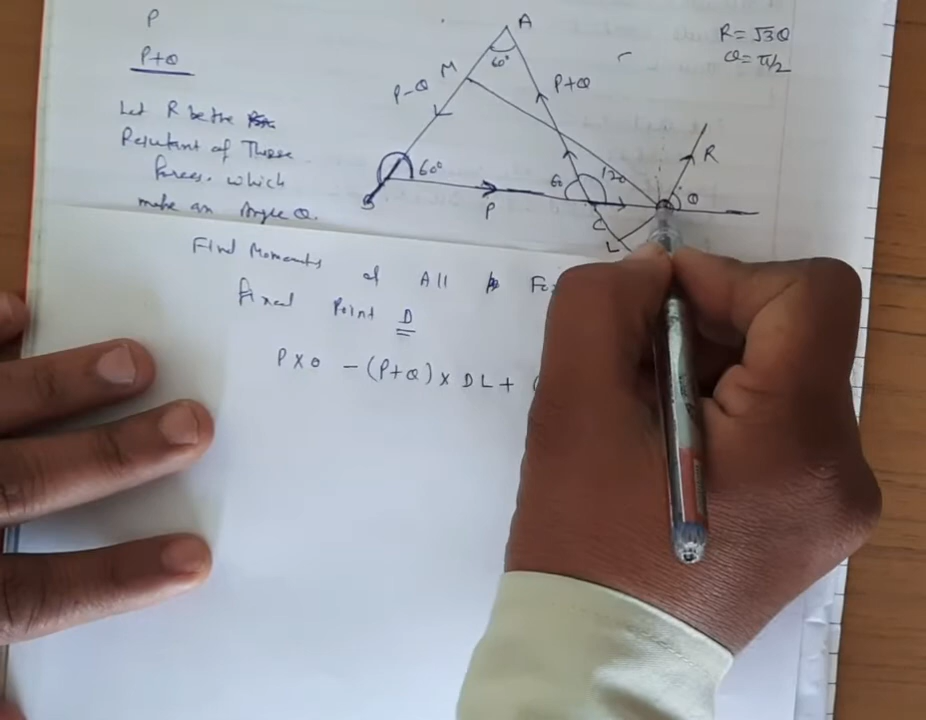 P
P+Q
Let R be the
Resultant of These
forces. which
make an Angle θ.
A
60°
M
P-Q
P+Q
R = √3Q
θ = π/2
R
60°
60
120
θ
B
P
C
L
Find Moments of All Fo
fixed Point D
P x 0 - (P+Q) x DL + (